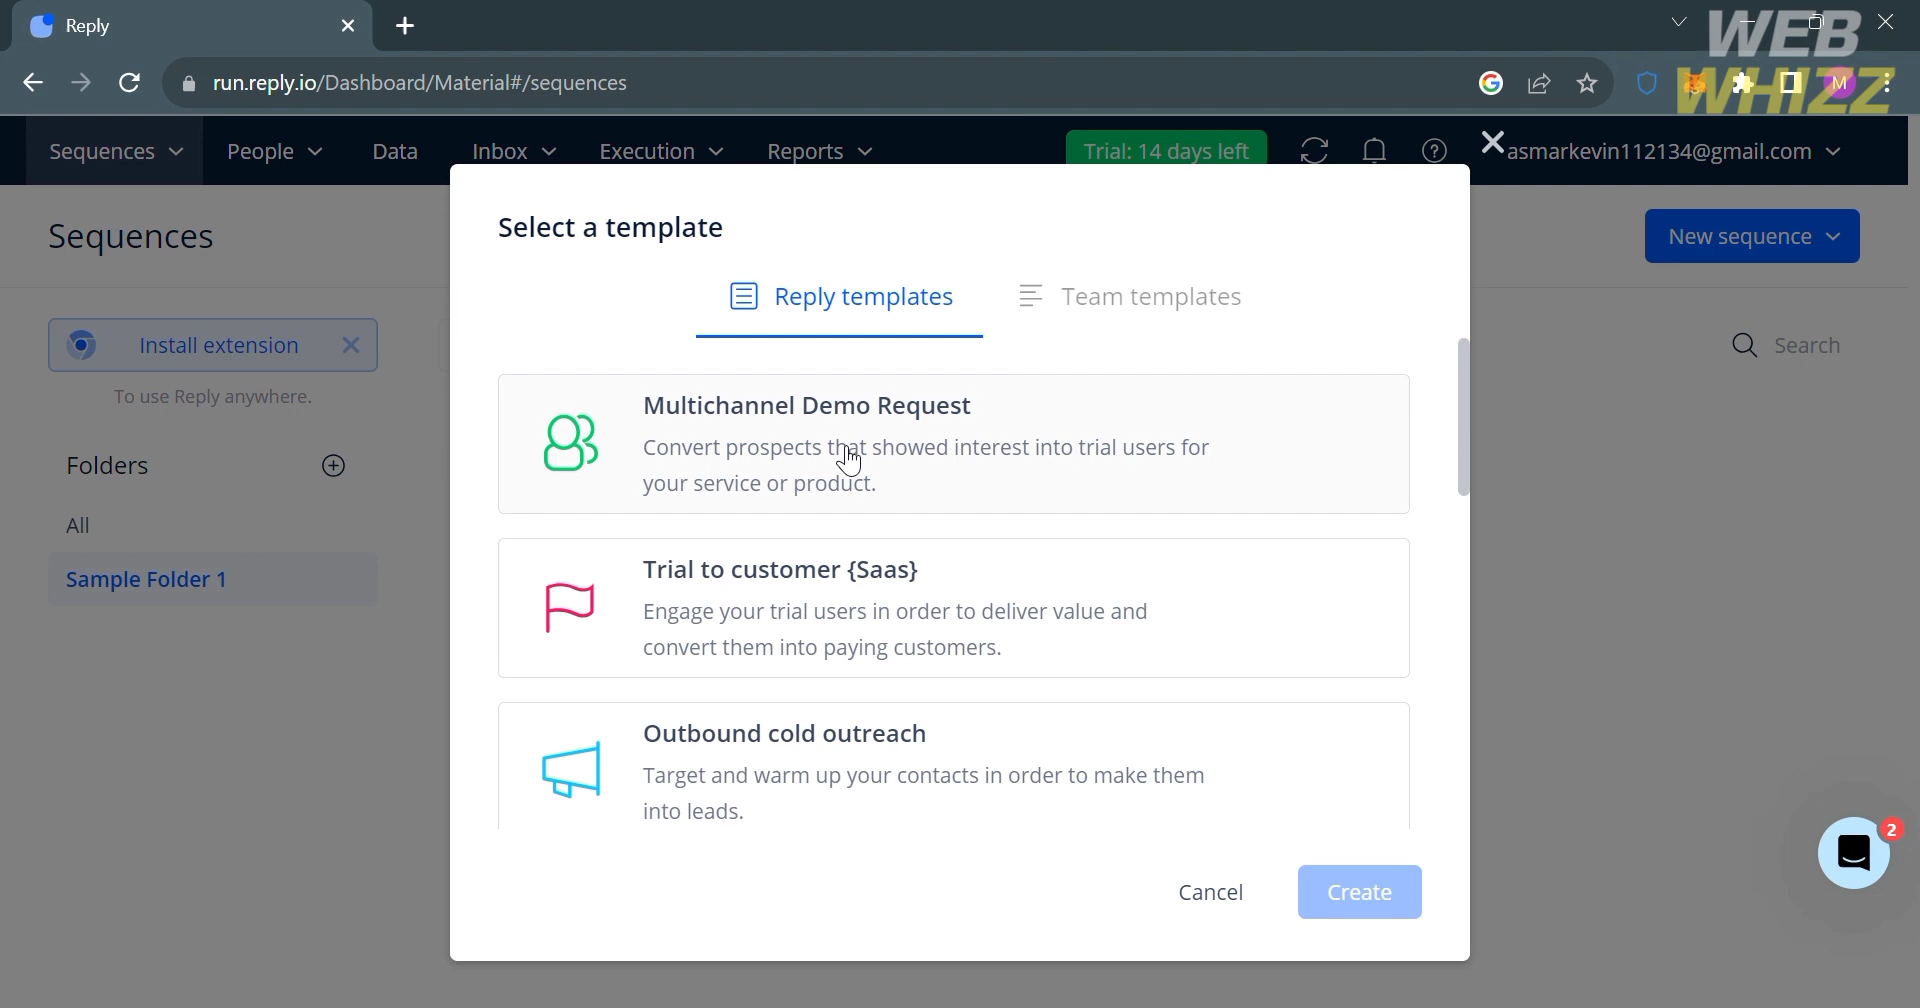 Reply
WEB
WHIZZ
run.reply.io/Dashboard/Material#/sequences
M
Sequences
People
Data
Inbox
Execution
Reports
Trial: 14 days left
asmarkevin112134@gmail.com
Sequences
New sequence
Select a template
Reply templates
Team templates
Install extension
To use Reply anywhere.
Search
Folders
All
Sample Folder 1
Multichannel Demo Request
Convert prospects that showed interest into trial users for
your service or product.
Trial to customer {Saas}
Engage your trial users in order to deliver value and
convert them into paying customers.
Outbound cold outreach
Target and warm up your contacts in order to make them
into leads.
Cancel
Create
2